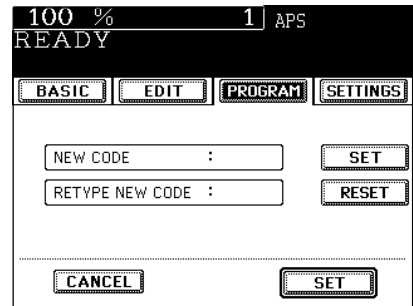 100 % 1 APS
READY
BASIC EDIT PROGRAM SETTINGS
NEW CODE : SET
RETYPE NEW CODE : RESET
CANCEL SET